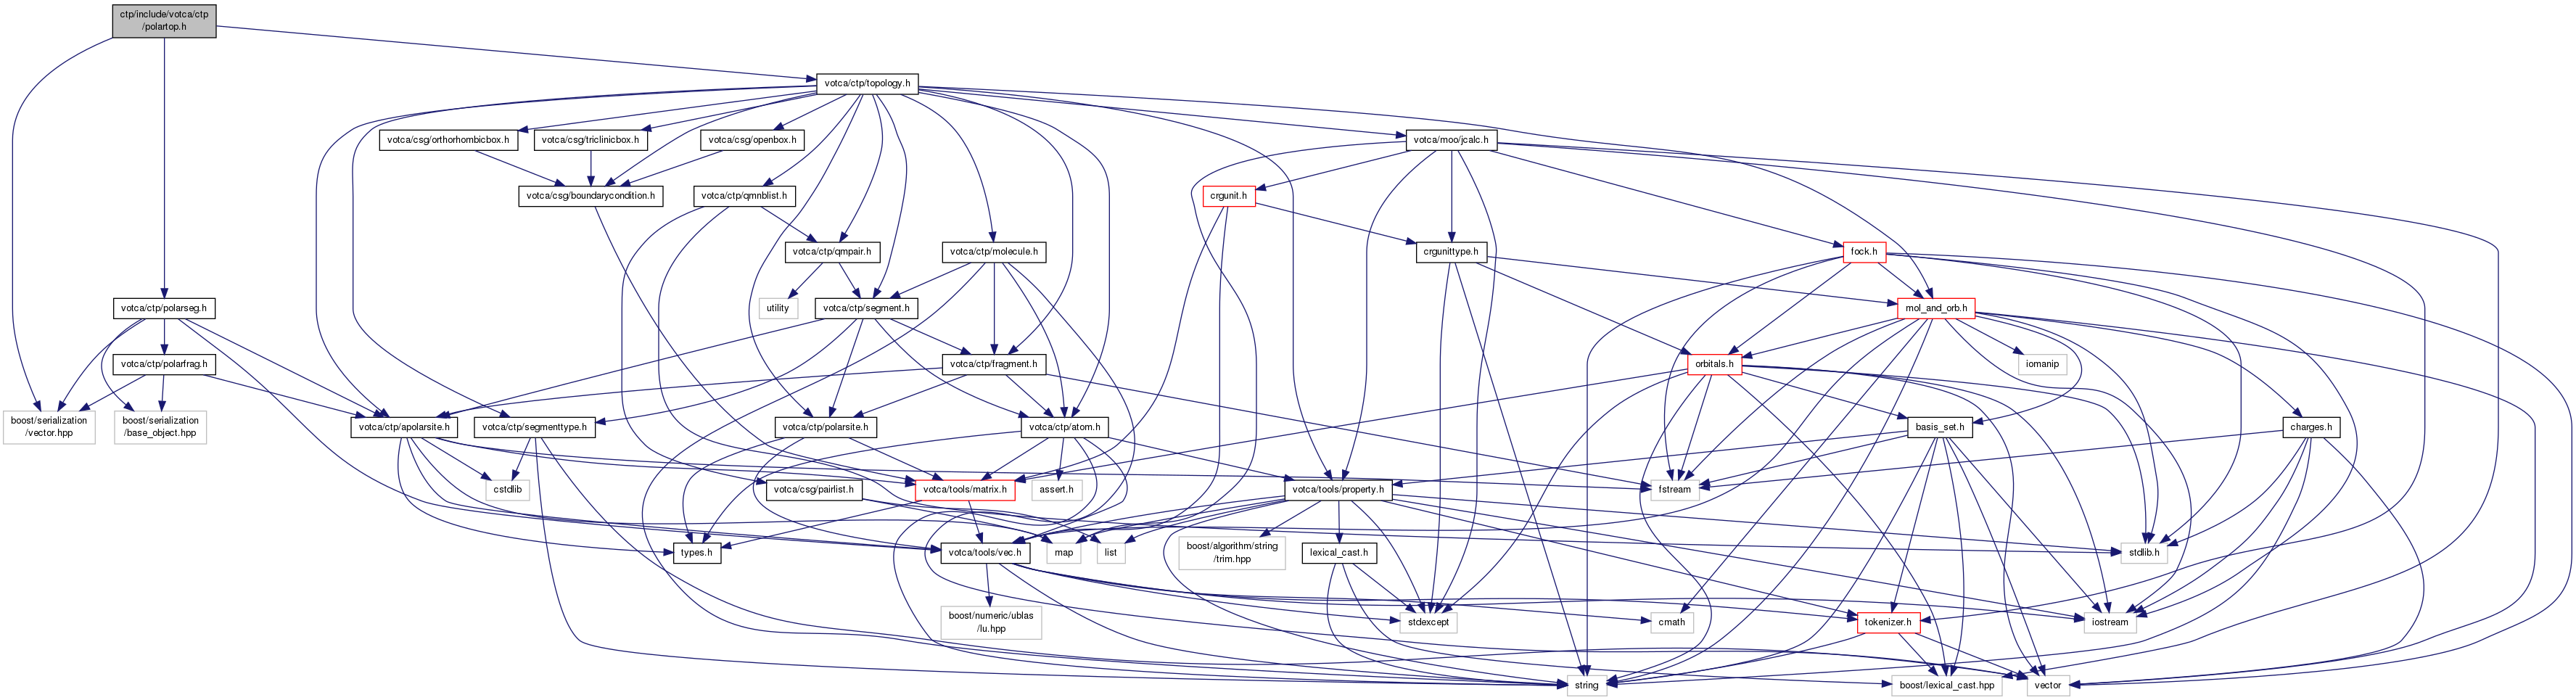 ctp/include/votca/ctp
/polartop.h
votca/ctp/topology.h
votca/csg/orthorhombicbox.h
votca/csg/triclinicbox.h
votca/csg/openbox.h
votca/moo/jcalc.h
votca/csg/boundarycondition.h
votca/ctp/qmnblist.h
crgunit.h
votca/ctp/qmpair.h
votca/ctp/molecule.h
crgunittype.h
fock.h
votca/ctp/polarseg.h
utility
votca/ctp/segment.h
mol_and_orb.h
votca/ctp/polarfrag.h
votca/ctp/fragment.h
orbitals.h
iomanip
boost/serialization
/vector.hpp
boost/serialization
/base_object.hpp
votca/ctp/apolarsite.h
votca/ctp/segmenttype.h
votca/ctp/polarsite.h
votca/ctp/atom.h
basis_set.h
charges.h
cstdlib
votca/csg/pairlist.h
votca/tools/matrix.h
assert.h
votca/tools/property.h
fstream
types.h
votca/tools/vec.h
map
list
boost/algorithm/string
/trim.hpp
lexical_cast.h
stdlib.h
boost/numeric/ublas
/lu.hpp
stdexcept
cmath
tokenizer.h
iostream
string
boost/lexical_cast.hpp
vector